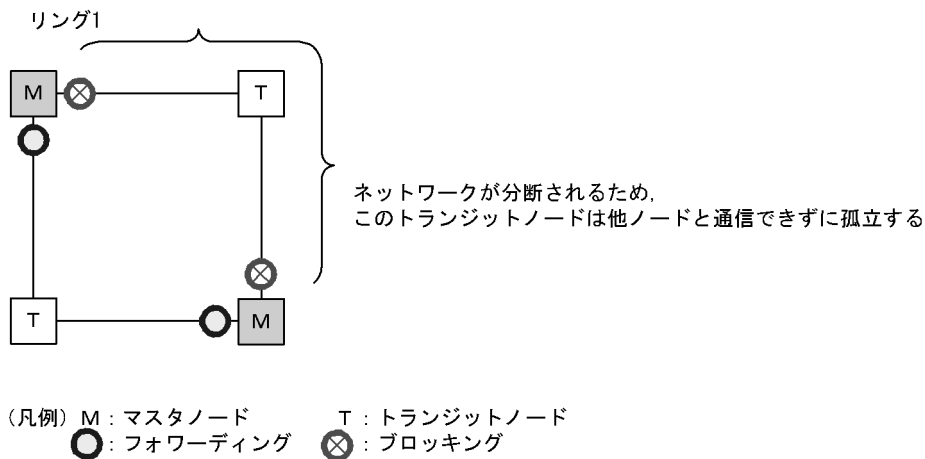 リング1
M
T
ネットワークが分断されるため,
このトランジットノードは他ノードと通信できずに孤立する
T
M
(凡例) M：マスタノード T：トランジットノード
：フォワーディング ：ブロッキング